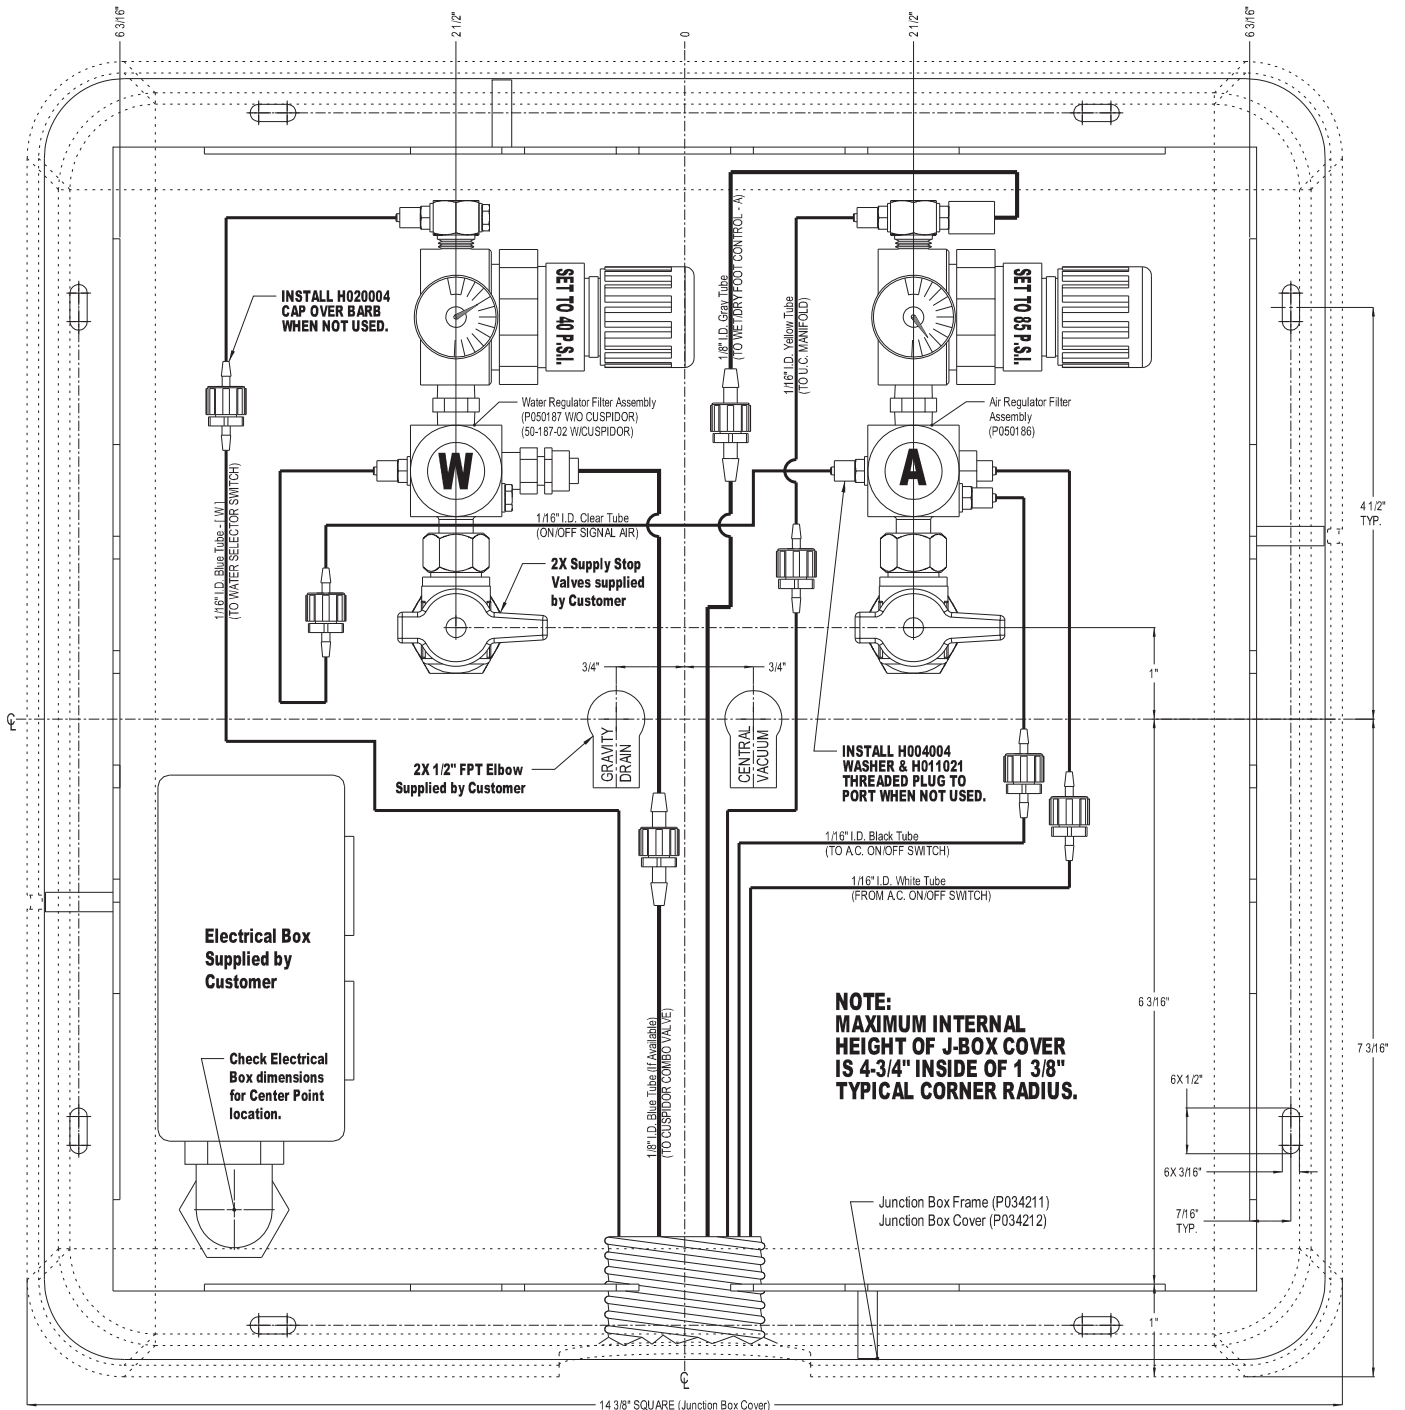 6 3/16"
2 1/2"
0
2 1/2"
6 3/16"
INSTALL H020004
CAP OVER BARB
WHEN NOT USED.
SET TO 40 P.S.I.
1/8" I.D. Gray Tube
(TO WET/DRY FOOT CONTROL - A)
1/16" I.D. Yellow Tube
(TO U.C. MANIFOLD)
SET TO 85 P.S.I.
Water Regulator Filter Assembly
(P050187 W/O CUSPIDOR)
(50-187-02 W/CUSPIDOR)
Air Regulator Filter
Assembly
(P050186)
W
A
1/16" I.D. Blue Tube - [ W ]
(TO WATER SELECTOR SWITCH)
1/16" I.D. Clear Tube
(ON/OFF SIGNAL AIR)
4 1/2"
TYP.
2X Supply Stop
Valves supplied
by Customer
3/4"
3/4"
1"
CL
GRAVITY
DRAIN
CENTRAL
VACUUM
2X 1/2" FPT Elbow
Supplied by Customer
INSTALL H004004
WASHER & H011021
THREADED PLUG TO
PORT WHEN NOT USED.
1/16" I.D. Black Tube
(TO A.C. ON/OFF SWITCH)
1/16" I.D. White Tube
(FROM A.C. ON/OFF SWITCH)
Electrical Box
Supplied by
Customer
NOTE:
MAXIMUM INTERNAL
HEIGHT OF J-BOX COVER
IS 4-3/4" INSIDE OF 1 3/8"
TYPICAL CORNER RADIUS.
6 3/16"
7 3/16"
Check Electrical
Box dimensions
for Center Point
location.
1/8" I.D. Blue Tube (If Available)
(TO CUSPIDOR COMBO VALVE)
6X 1/2"
6X 3/16"
7/16"
TYP.
Junction Box Frame (P034211)
Junction Box Cover (P034212)
1"
CL
14 3/8" SQUARE (Junction Box Cover)